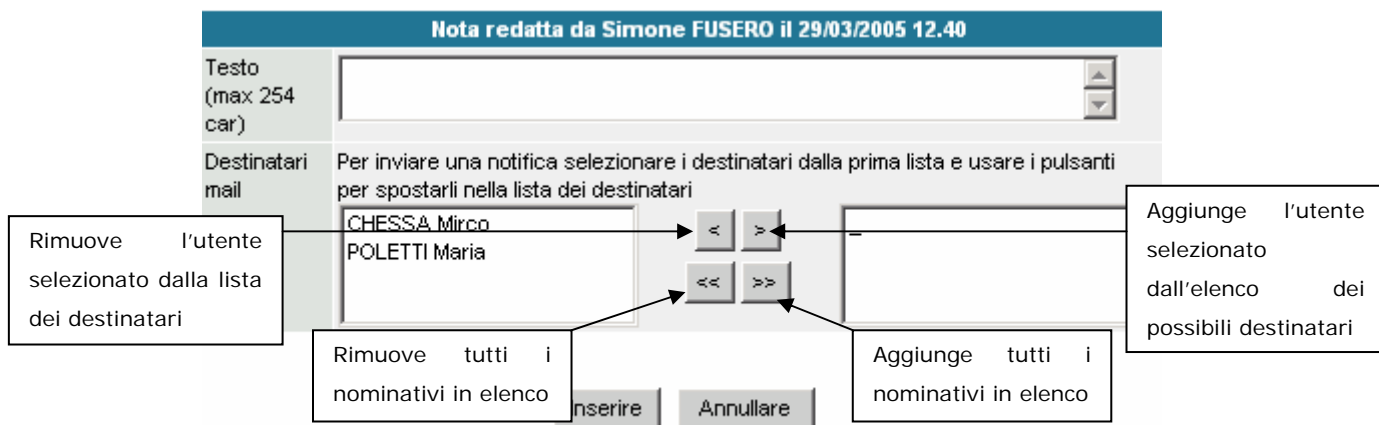 Nota redatta da Simone FUSERO il 29/03/2005 12.40
Testo
(max 254
car)
Destinatari
mail
Per inviare una notifica selezionare i destinatari dalla prima lista e usare i pulsanti
per spostarli nella lista dei destinatari
CHESSA Mirco
POLETTI Maria
< >
<< >>
Rimuove l'utente
selezionato dalla lista
dei destinatari
Aggiunge l'utente
selezionato
dall'elenco dei
possibili destinatari
Rimuove tutti i
nominativi in elenco
Aggiunge tutti i
nominativi in elenco
Inserire
Annullare